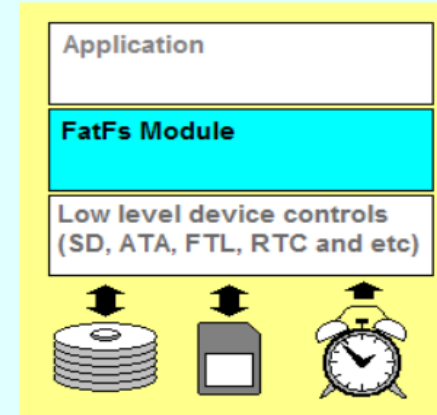 Application
FatFs Module
Low level device controls
(SD, ATA, FTL, RTC and etc)